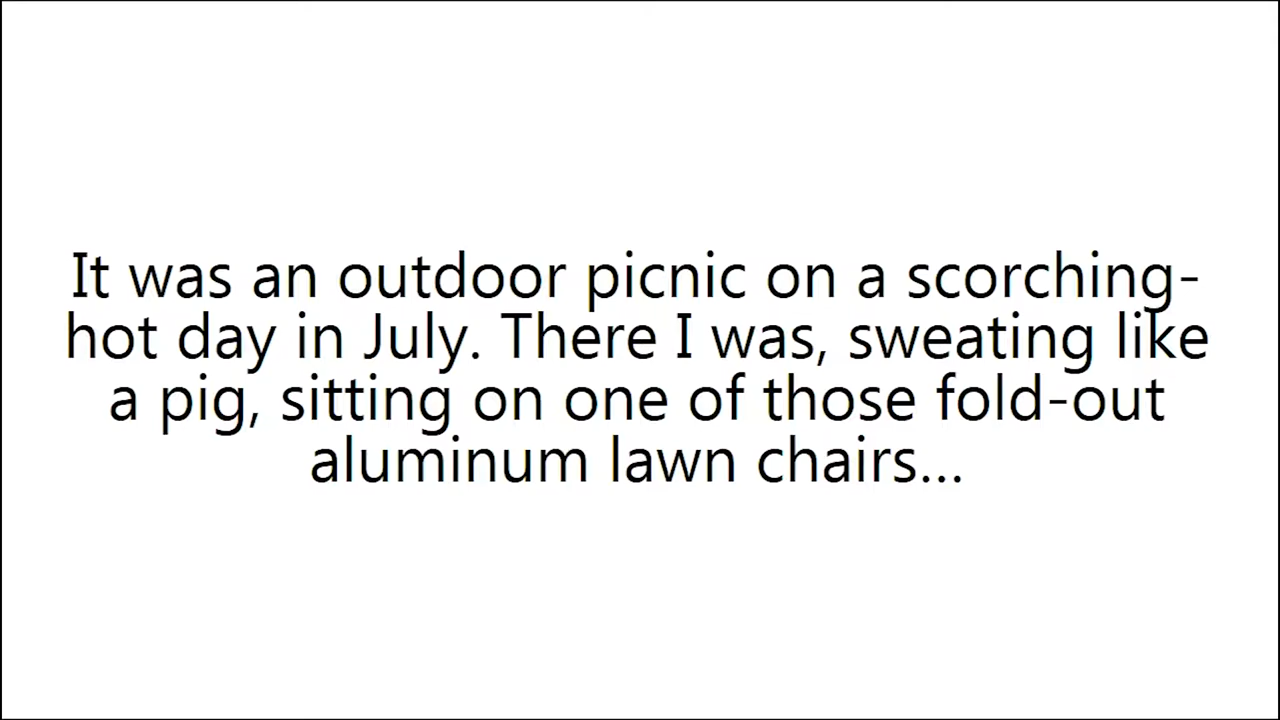 It was an outdoor picnic on a scorching-
hot day in July. There I was, sweating like
a pig, sitting on one of those fold-out
aluminum lawn chairs...